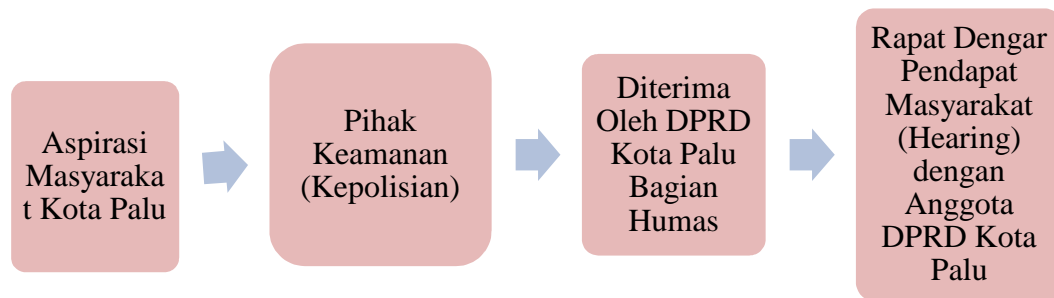 Aspirasi
Masyaraka
t Kota Palu
Pihak
Keamanan
(Kepolisian)
Diterima
Oleh DPRD
Kota Palu
Bagian
Humas
Rapat Dengar
Pendapat
Masyarakat
(Hearing)
dengan
Anggota
DPRD Kota
Palu